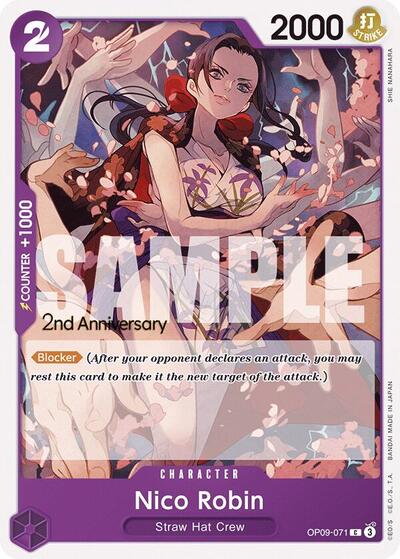 2
2000
打
STRIKE
SHIE NANAHARA
COUNTER +1000
SAMPLE
2nd Anniversary
Blocker (After your opponent declares an attack, you may
rest this card to make it the new target of the attack.)
CHARACTER
Nico Robin
Straw Hat Crew
OP09-071 C 3
©E.O./S. ©E.O./S., T.A. BANDAI MADE IN JAPAN